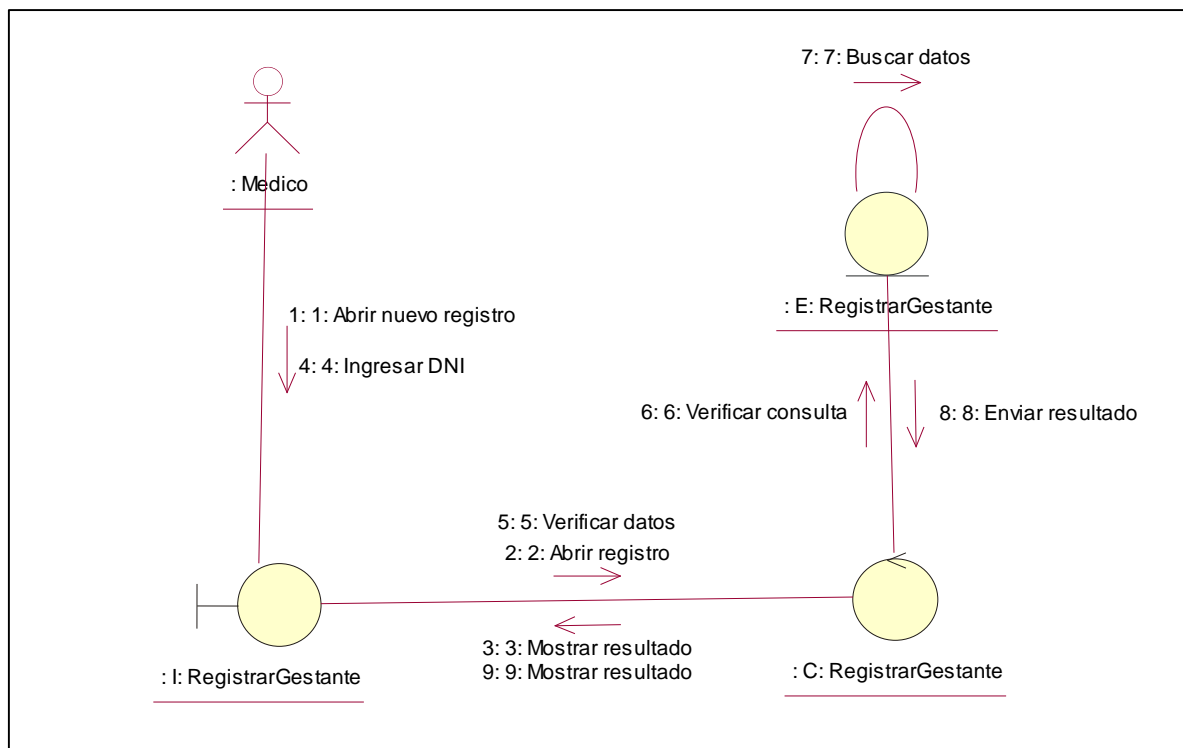 7: 7: Buscar datos
: Medico
: E: RegistrarGestante
1: 1: Abrir nuevo registro
4: 4: Ingresar DNI
6: 6: Verificar consulta
8: 8: Enviar resultado
5: 5: Verificar datos
2: 2: Abrir registro
3: 3: Mostrar resultado
9: 9: Mostrar resultado
: I: RegistrarGestante
: C: RegistrarGestante